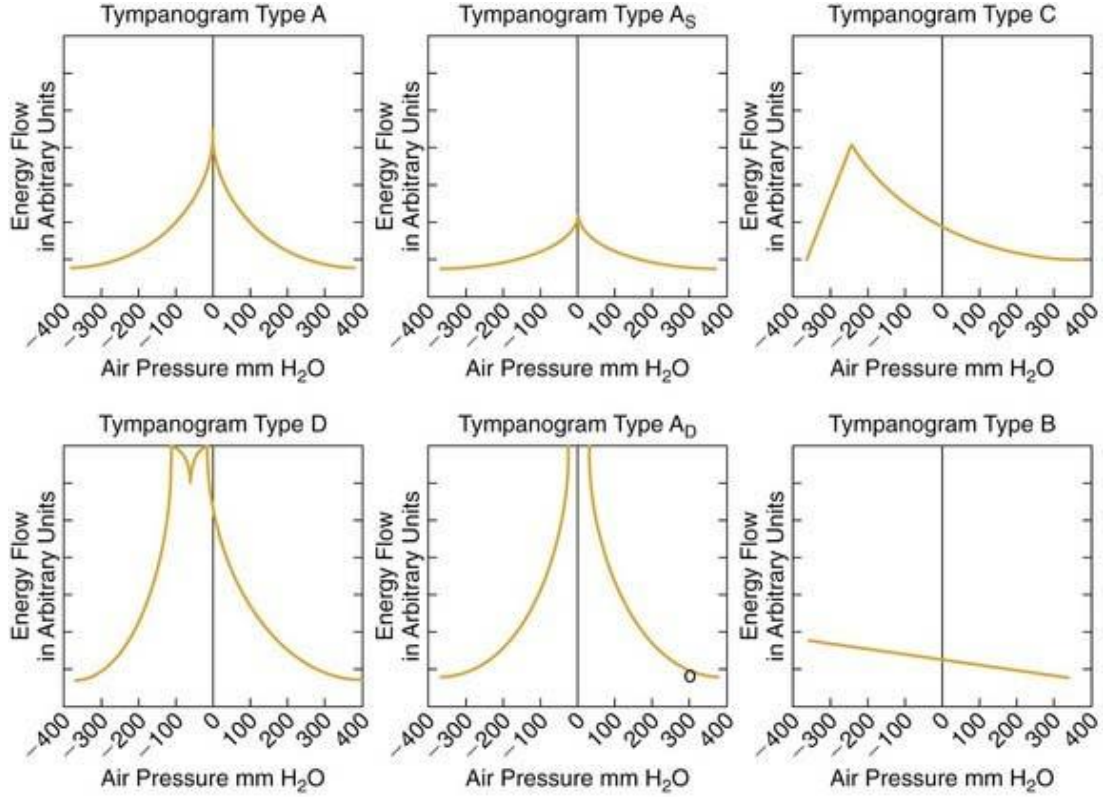 Tympanogram Type A
Energy Flow
in Arbitrary Units
−400 −300 −200 −100 0 100 200 300 400
Air Pressure mm H₂O
Tympanogram Type A_S
Energy Flow
in Arbitrary Units
−400 −300 −200 −100 0 100 200 300 400
Air Pressure mm H₂O
Tympanogram Type C
Energy Flow
in Arbitrary Units
−400 −300 −200 −100 0 100 200 300 400
Air Pressure mm H₂O
Tympanogram Type D
Energy Flow
in Arbitrary Units
−400 −300 −200 −100 0 100 200 300 400
Air Pressure mm H₂O
Tympanogram Type A_D
Energy Flow
in Arbitrary Units
O
−400 −300 −200 −100 0 100 200 300 400
Air Pressure mm H₂O
Tympanogram Type B
Energy Flow
in Arbitrary Units
−400 −300 −200 −100 0 100 200 300 400
Air Pressure mm H₂O